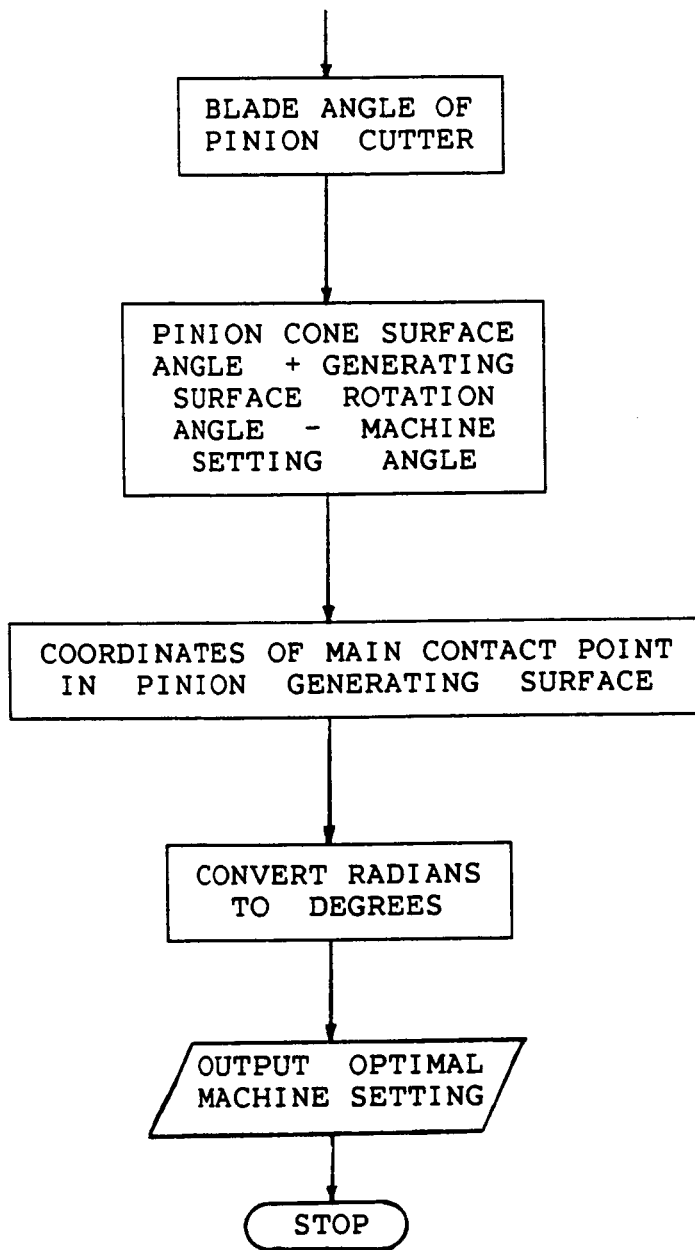 BLADE ANGLE OF
PINION CUTTER
PINION CONE SURFACE
ANGLE + GENERATING
SURFACE ROTATION
ANGLE - MACHINE
SETTING ANGLE
COORDINATES OF MAIN CONTACT POINT
IN PINION GENERATING SURFACE
CONVERT RADIANS
TO DEGREES
OUTPUT OPTIMAL
MACHINE SETTING
STOP